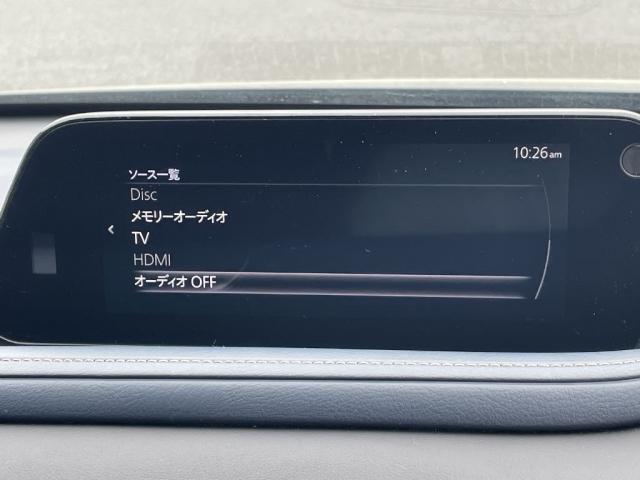 10:26am
ソース一覧
Disc
メモリーオーディオ
TV
HDMI
オーディオ OFF